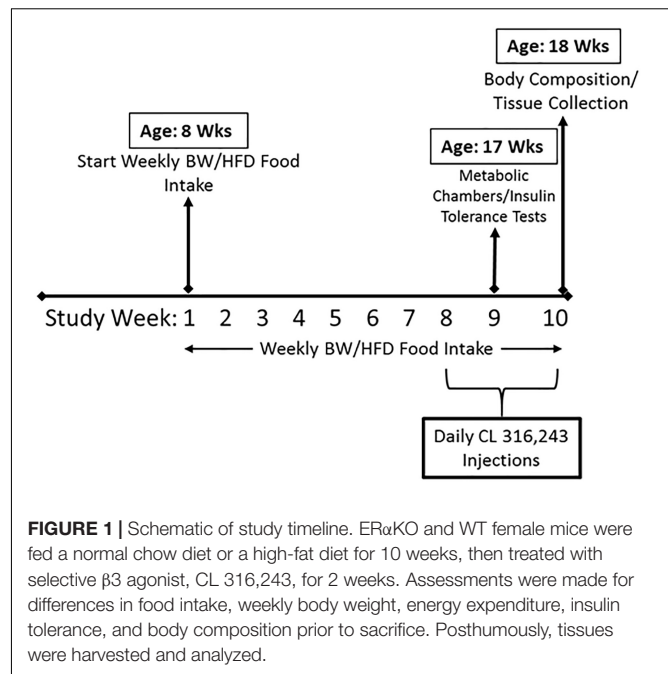 Age: 18 Wks
Body Composition/
Tissue Collection
Age: 8 Wks
Start Weekly BW/HFD Food
Intake
Age: 17 Wks
Metabolic
Chambers/Insulin
Tolerance Tests
Study Week: 1 2 3 4 5 6 7 8 9 10
Weekly BW/HFD Food Intake
Daily CL 316,243
Injections
FIGURE 1 | Schematic of study timeline. ERαKO and WT female mice were
fed a normal chow diet or a high-fat diet for 10 weeks, then treated with
selective β3 agonist, CL 316,243, for 2 weeks. Assessments were made for
differences in food intake, weekly body weight, energy expenditure, insulin
tolerance, and body composition prior to sacrifice. Posthumously, tissues
were harvested and analyzed.